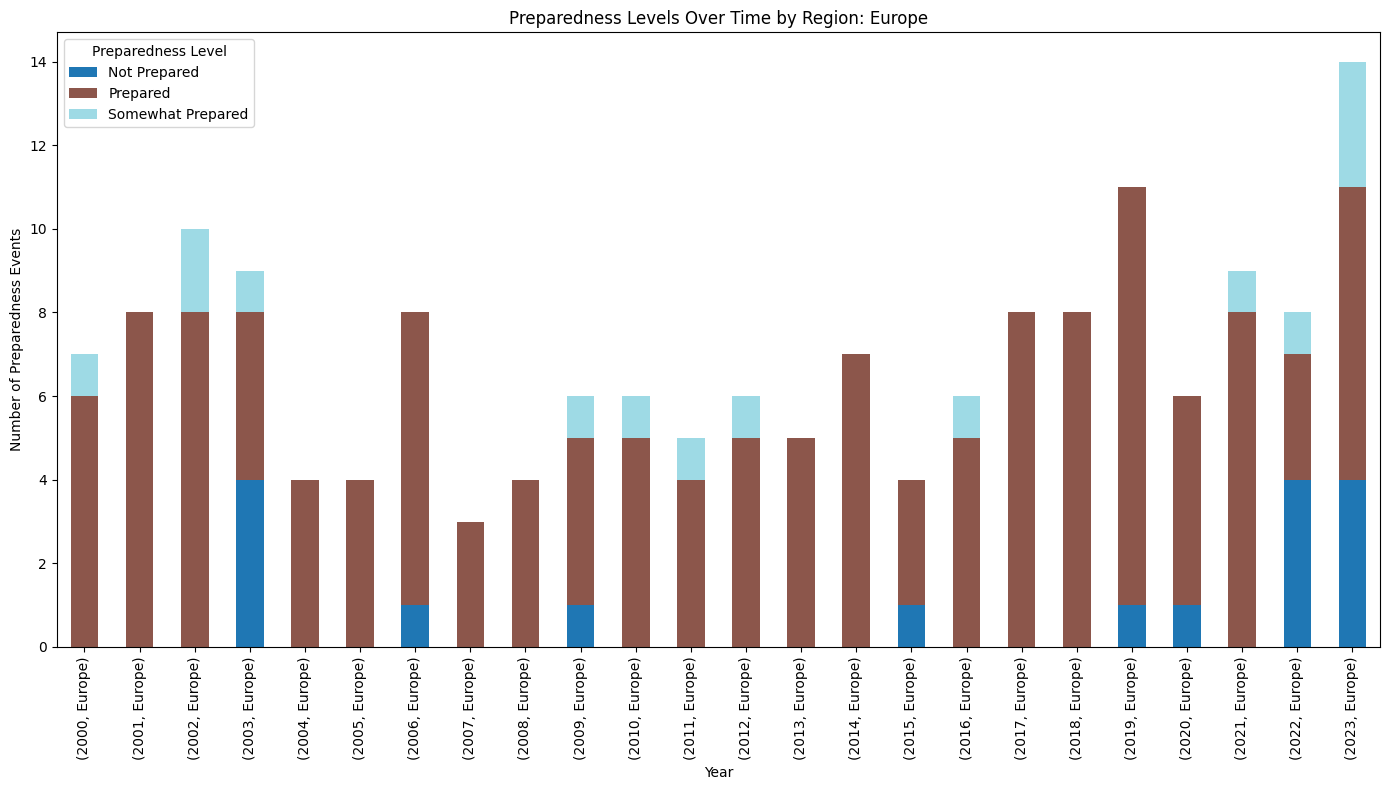 Preparedness Levels Over Time by Region: Europe
Preparedness Level
Not Prepared
Prepared
Somewhat Prepared
Number of Preparedness Events
14
12
10
8
6
4
2
0
(2000, Europe)
(2001, Europe)
(2002, Europe)
(2003, Europe)
(2004, Europe)
(2005, Europe)
(2006, Europe)
(2007, Europe)
(2008, Europe)
(2009, Europe)
(2010, Europe)
(2011, Europe)
(2012, Europe)
(2013, Europe)
(2014, Europe)
(2015, Europe)
(2016, Europe)
(2017, Europe)
(2018, Europe)
(2019, Europe)
(2020, Europe)
(2021, Europe)
(2022, Europe)
(2023, Europe)
Year